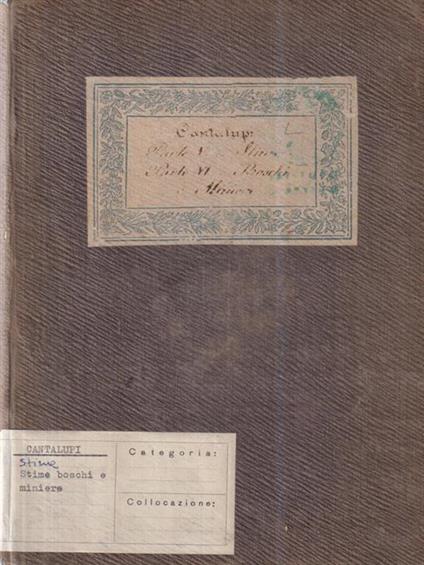 Cantalupi
Parte V Stime
Parte VI Boschi
e Miniere
CANTALUPI
Stime
Stime boschi e
miniere
Categoria:
Collocazione: